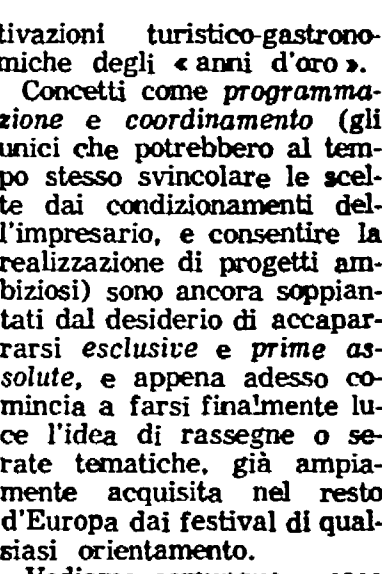 tivazioni turistico-gastrono-
miche degli « anni d'oro ».
Concetti come programma-
zione e coordinamento (gli
unici che potrebbero al tem-
po stesso svincolare le scel-
te dai condizionamenti del-
l'impresario, e consentire la
realizzazione di progetti am-
biziosi) sono ancora soppian-
tati dal desiderio di accapar-
rarsi esclusive e prime as-
solute, e appena adesso co-
mincia a farsi finalmente lu-
ce l'idea di rassegne o se-
rate tematiche, già ampia-
mente acquisita nel resto
d'Europa dai festival di qual-
siasi orientamento.